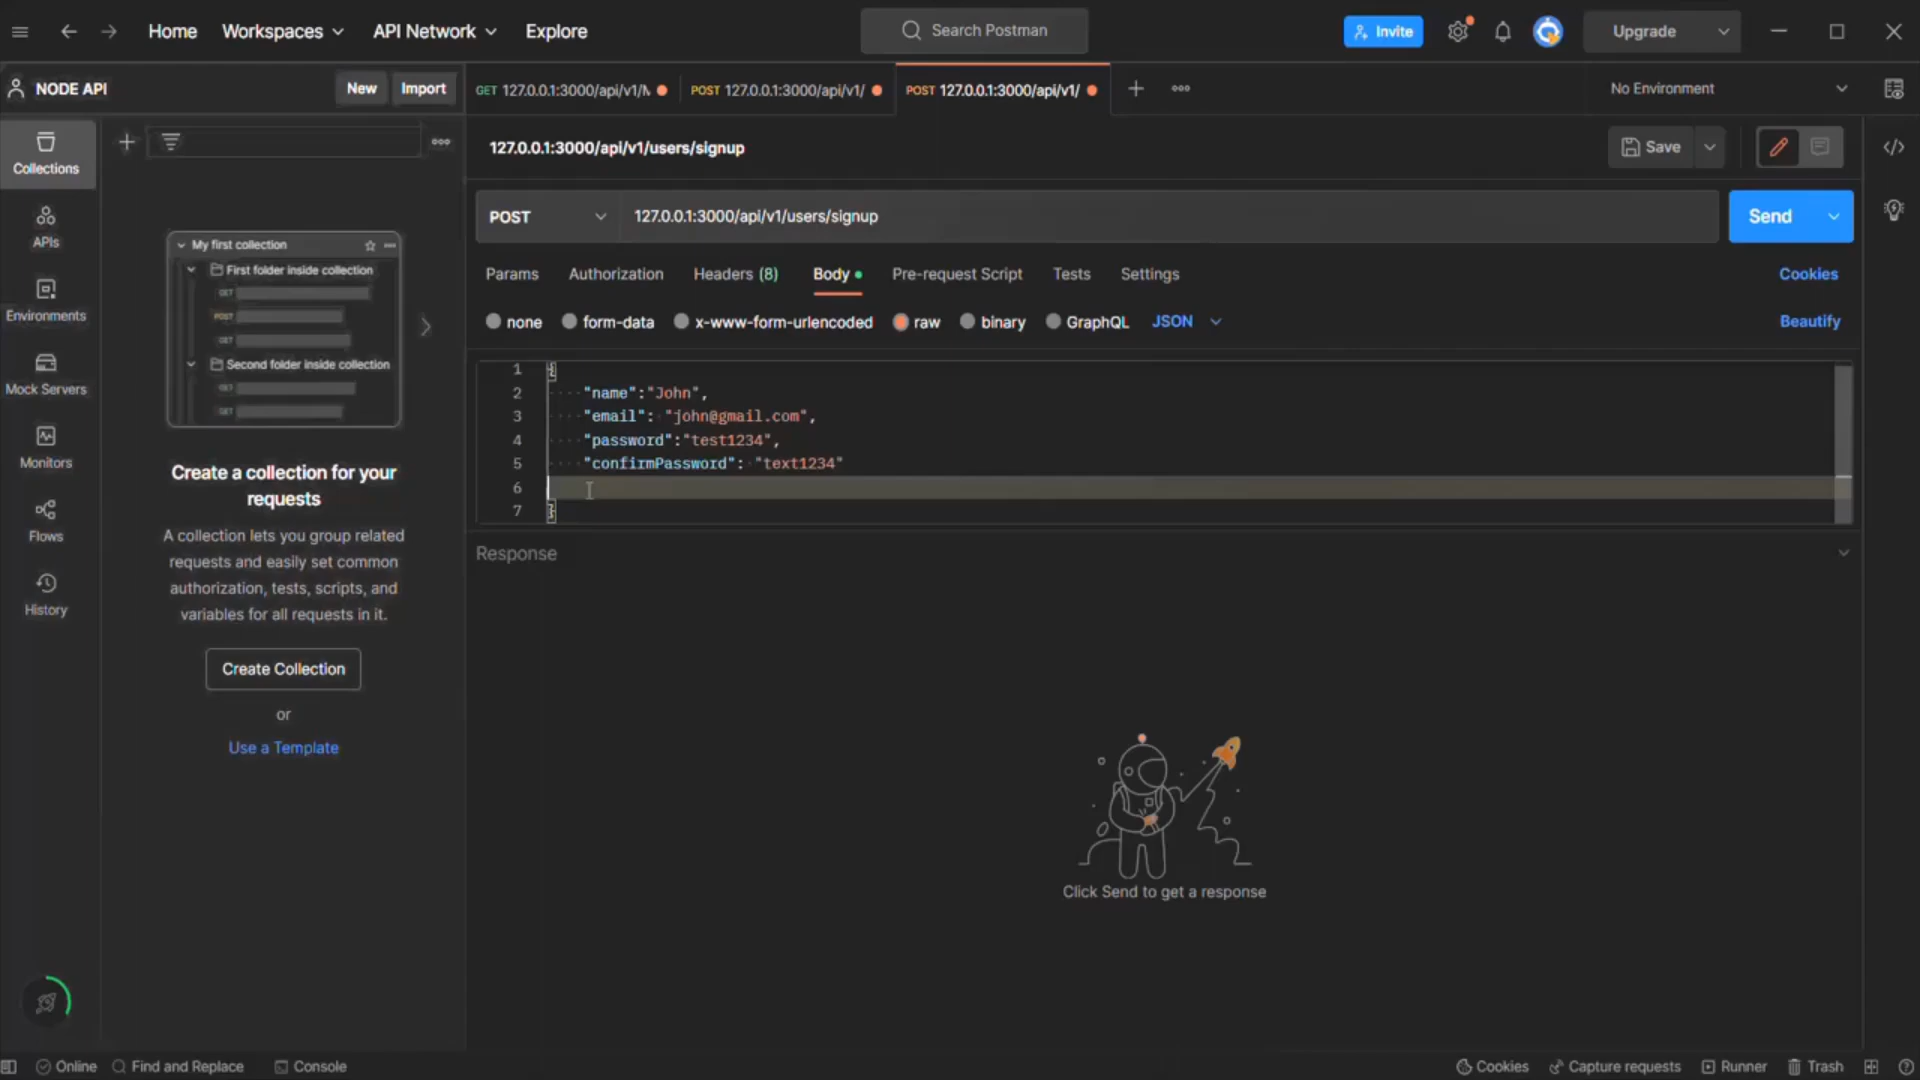 Home Workspaces API Network Explore Search Postman Invite Upgrade
NODE API New Import
GET 127.0.0.1:3000/api/v1/M POST 127.0.0.1:3000/api/v1/ POST 127.0.0.1:3000/api/v1/ No Environment
127.0.0.1:3000/api/v1/users/signup Save
Collections
APIs
Environments
Mock Servers
Monitors
Flows
History
My first collection
First folder inside collection
GET
POST
GET
Second folder inside collection
GET
GET
Create a collection for your
requests
A collection lets you group related
requests and easily set common
authorization, tests, scripts, and
variables for all requests in it.
Create Collection
or
Use a Template
POST 127.0.0.1:3000/api/v1/users/signup Send
Params Authorization Headers (8) Body Pre-request Script Tests Settings Cookies
none form-data x-www-form-urlencoded raw binary GraphQL JSON Beautify
1 {
2 "name":"John",
3 "email": "john@gmail.com",
4 "password":"test1234",
5 "confirmPassword": "text1234"
6
7 }
Response
Click Send to get a response
Online Find and Replace Console Cookies Capture requests Runner Trash